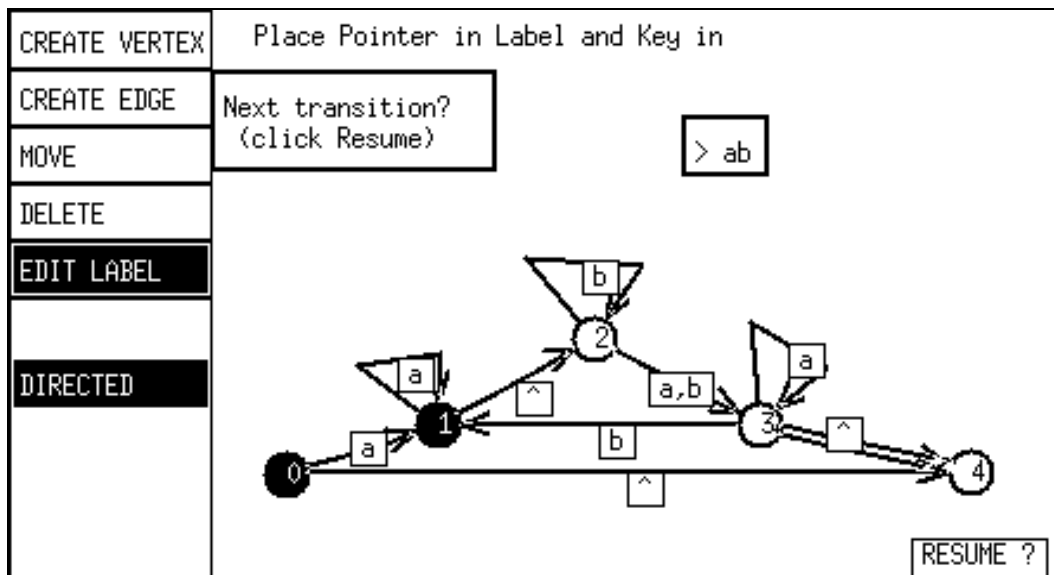 CREATE VERTEX
CREATE EDGE
MOVE
DELETE
EDIT LABEL
DIRECTED
Place Pointer in Label and Key in
Next transition?
(click Resume)
> ab
b
2
a
a,b
a
^
1
3
^
b
a
0
4
^
RESUME ?